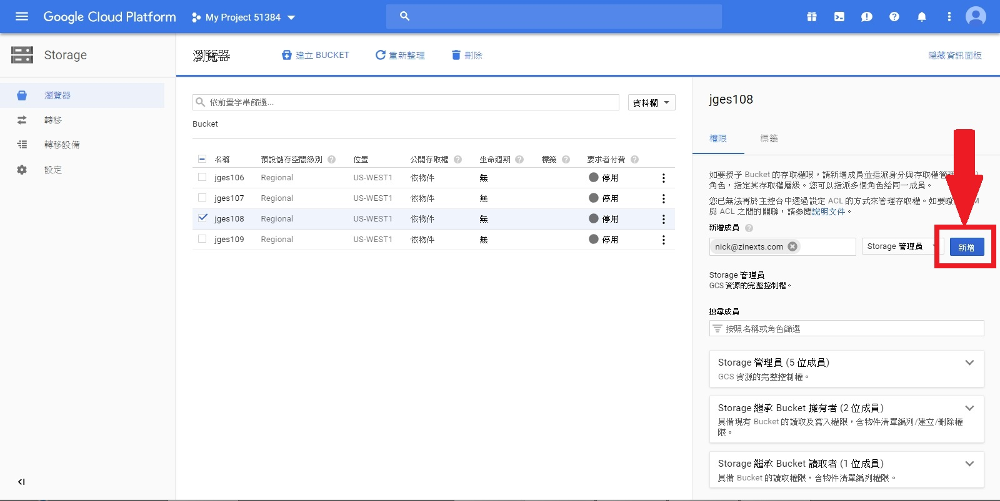 Google Cloud Platform
My Project 51384
Storage
瀏覽器
轉移
轉移設備
設定
瀏覽器
建立 BUCKET
重新整理
刪除
隱藏資訊面板
依前置字串篩選...
資料欄
Bucket
名稱 預設儲存空間級別 位置 公開存取權 生命週期 標籤 要求者付費
jges106 Regional US-WEST1 依物件 無 停用
jges107 Regional US-WEST1 依物件 無 停用
jges108 Regional US-WEST1 依物件 無 停用
jges109 Regional US-WEST1 依物件 無 停用
jges108
權限 標籤
如要授予 Bucket 的存取權限，請新增成員並指派身分與存取權管理
角色，指定其存取權層級。您可以指派多個角色給同一成員。
您已無法再於主控台中透過設定 ACL 的方式來管理存取權。如要瞭
與 ACL 之間的關聯，請參閱說明文件。
新增成員
nick@zinexts.com
Storage 管理員
新增
Storage 管理員
GCS 資源的完整控制權。
搜尋成員
按照名稱或角色篩選
Storage 管理員 (5 位成員)
GCS 資源的完整控制權。
Storage 繼承 Bucket 擁有者 (2 位成員)
具備現有 Bucket 的讀取及寫入權限，含物件清單編列/建立/刪除權
限。
Storage 繼承 Bucket 讀取者 (1 位成員)
具備 Bucket 的讀取權限，含物件清單編列權限。